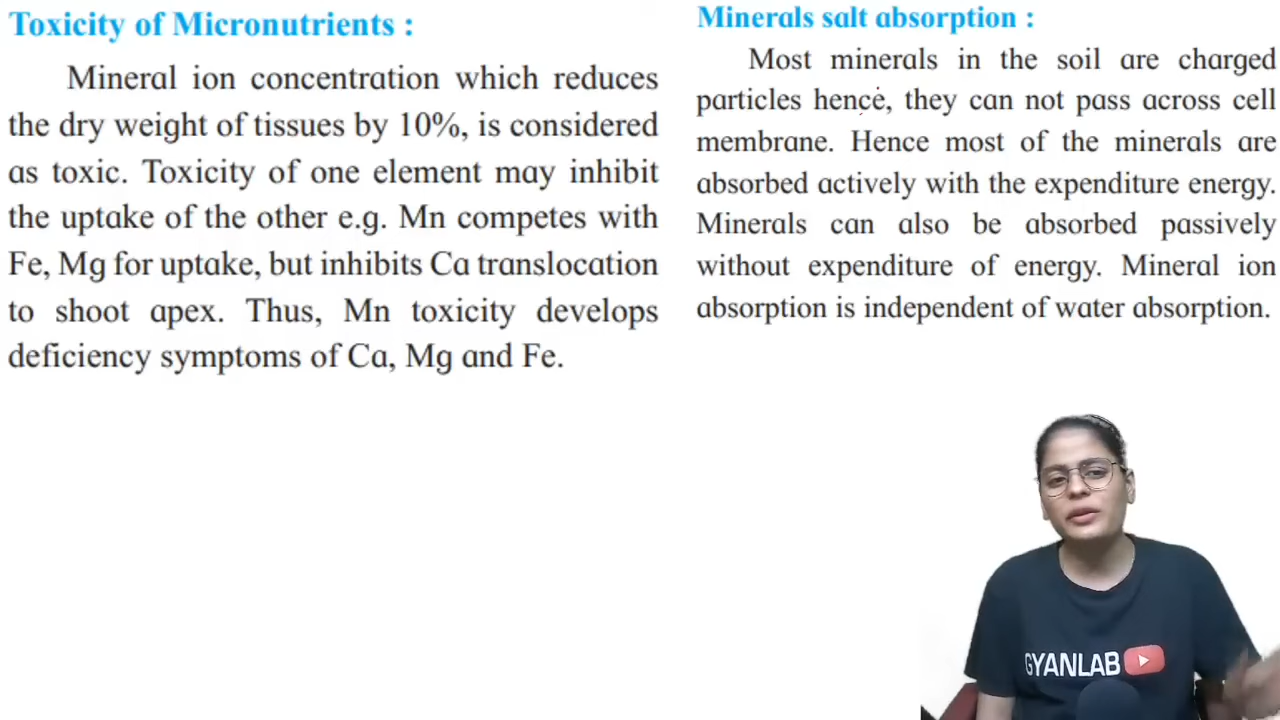 Toxicity of Micronutrients :
Mineral ion concentration which reduces
the dry weight of tissues by 10%, is considered
as toxic. Toxicity of one element may inhibit
the uptake of the other e.g. Mn competes with
Fe, Mg for uptake, but inhibits Ca translocation
to shoot apex. Thus, Mn toxicity develops
deficiency symptoms of Ca, Mg and Fe.
Minerals salt absorption :
Most minerals in the soil are charged
particles hence, they can not pass across cell
membrane. Hence most of the minerals are
absorbed actively with the expenditure energy.
Minerals can also be absorbed passively
without expenditure of energy. Mineral ion
absorption is independent of water absorption.
GYANLAB